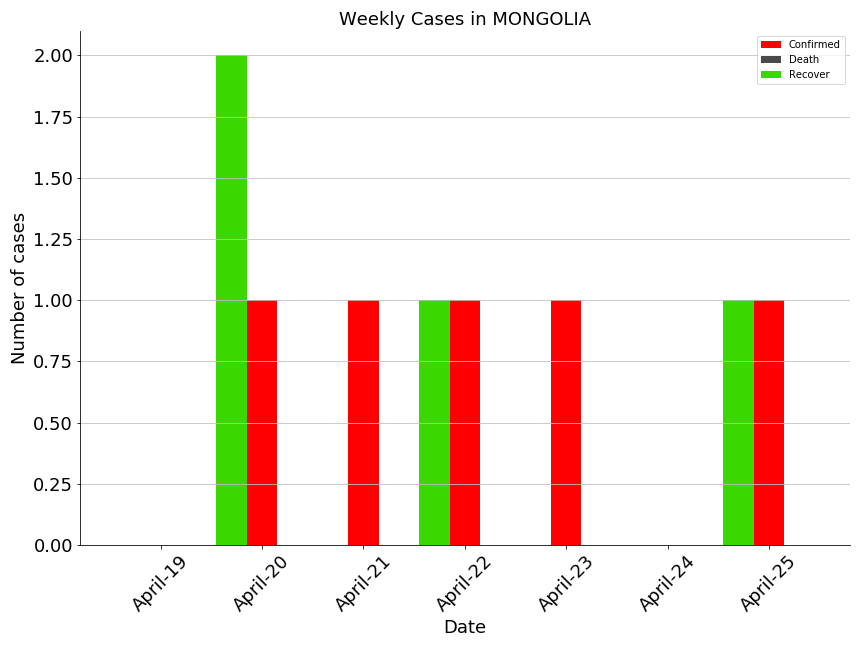 Weekly Cases in MONGOLIA
Confirmed
Death
Recover
Number of cases
2.00
1.75
1.50
1.25
1.00
0.75
0.50
0.25
0.00
April-19
April-20
April-21
April-22
April-23
April-24
April-25
Date